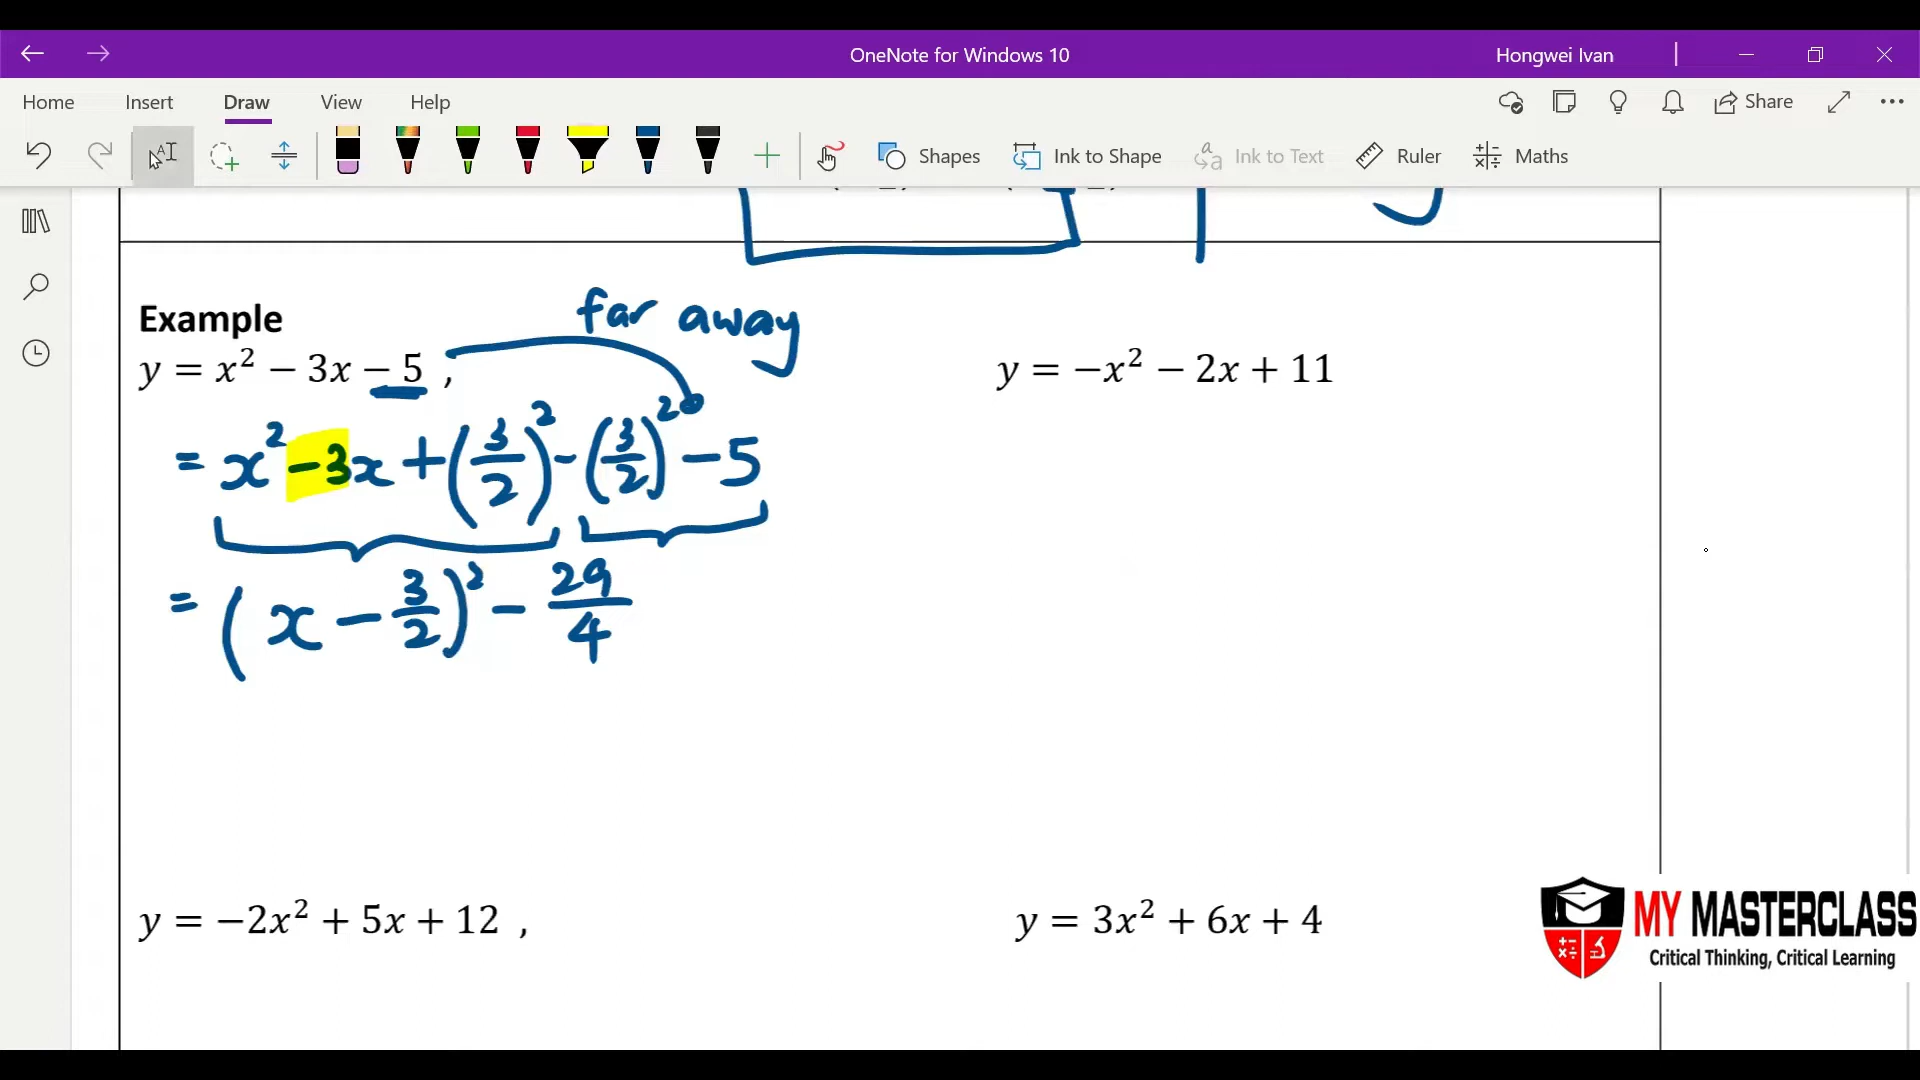 OneNote for Windows 10
Hongwei Ivan
Home Insert Draw View Help
Share
Shapes Ink to Shape Ink to Text Ruler Maths
far away
Example
y = x² − 3x − 5 ,
y = −x² − 2x + 11
= x² − 3x + (3/2)² − (3/2)² − 5
= (x − 3/2)² − 29/4
y = −2x² + 5x + 12 ,
y = 3x² + 6x + 4
MY MASTERCLASS
Critical Thinking, Critical Learning